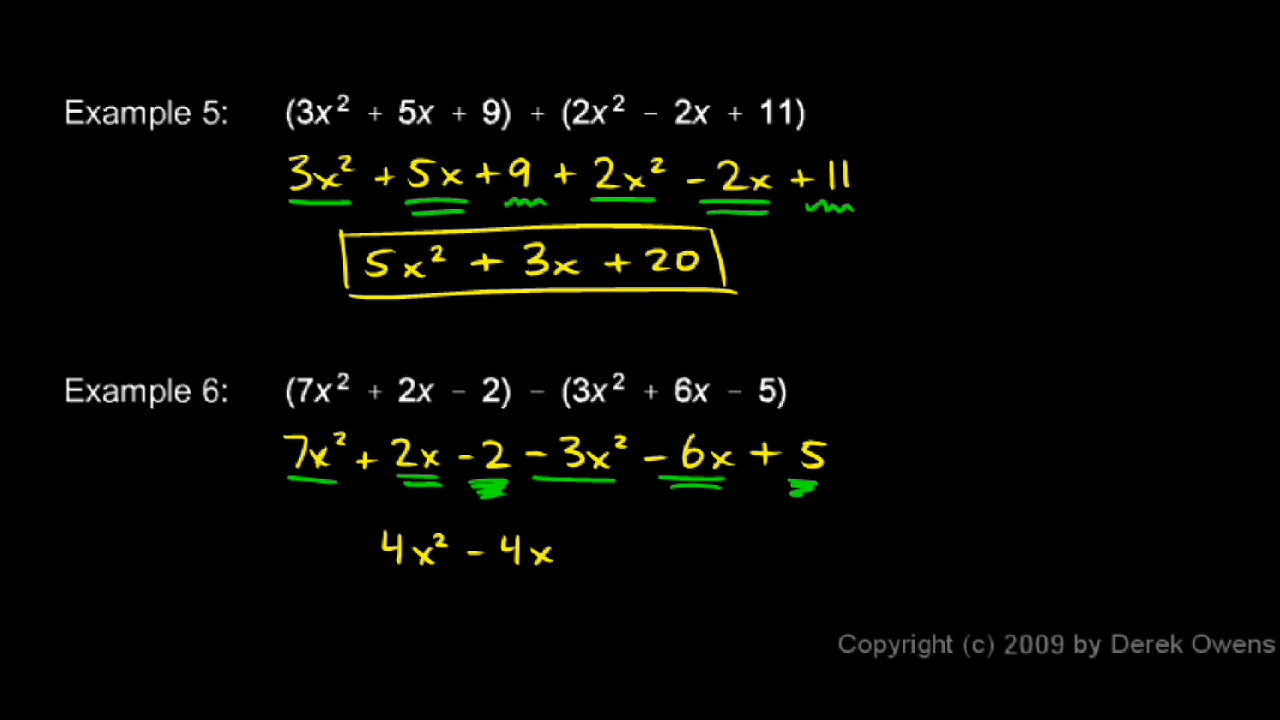 Example 5: (3x² + 5x + 9) + (2x² − 2x + 11)
3x² + 5x + 9 + 2x² - 2x + 11
5x² + 3x + 20
Example 6: (7x² + 2x − 2) − (3x² + 6x − 5)
7x² + 2x - 2 - 3x² - 6x + 5
4x² - 4x
Copyright (c) 2009 by Derek Owens